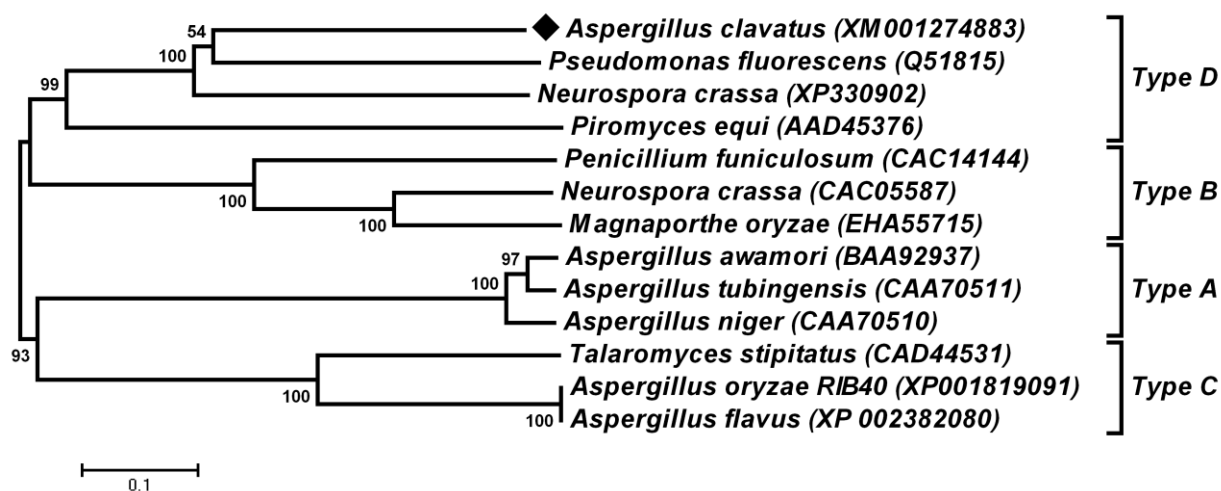 54
Aspergillus clavatus (XM001274883)
100
Pseudomonas fluorescens (Q51815)
Type D
99
Neurospora crassa (XP330902)
Piromyces equi (AAD45376)
Penicillium funiculosum (CAC14144)
100
Neurospora crassa (CAC05587)
Type B
100
Magnaporthe oryzae (EHA55715)
97
Aspergillus awamori (BAA92937)
100
Aspergillus tubingensis (CAA70511)
Type A
Aspergillus niger (CAA70510)
93
Talaromyces stipitatus (CAD44531)
100
Aspergillus oryzae RIB40 (XP001819091)
Type C
100
Aspergillus flavus (XP 002382080)
0.1